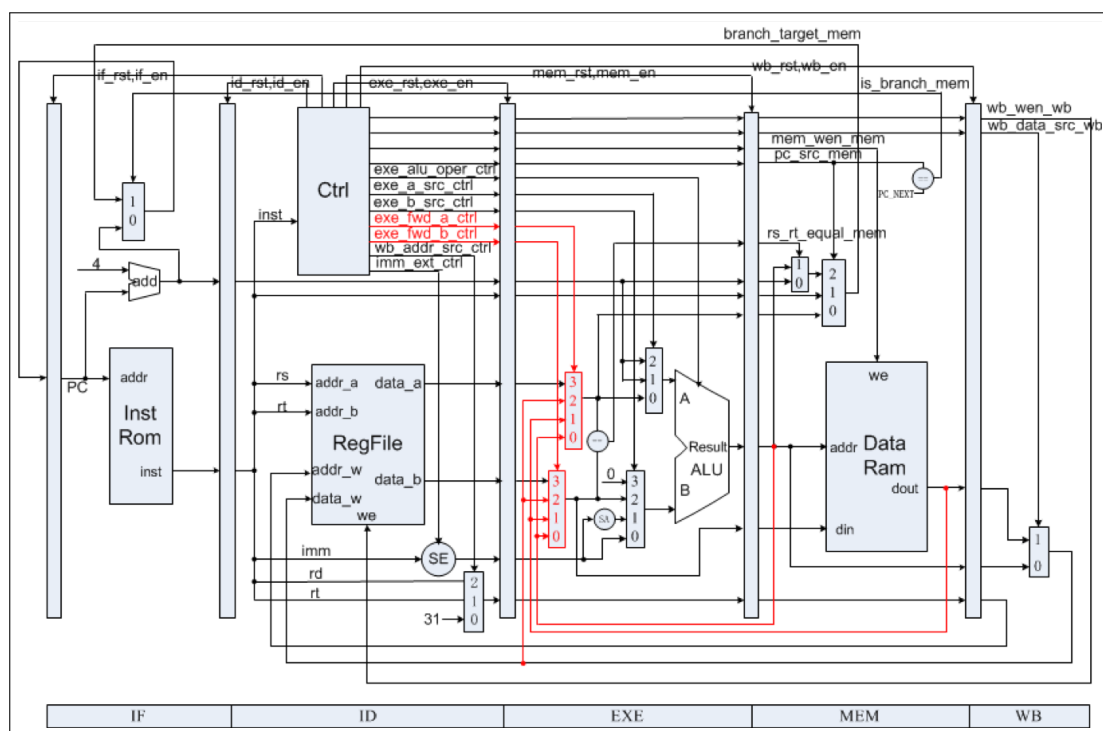 branch_target_mem
if_rst,if_en
id_rst,id_en
exe_rst,exe_en
mem_rst,mem_en
wb_rst,wb_en
is_branch_mem
wb_wen_wb
wb_data_src_wb
mem_wen_mem
pc_src_mem
==
PC_NEXT
Ctrl
inst
exe_alu_oper_ctrl
exe_a_src_ctrl
exe_b_src_ctrl
exe_fwd_a_ctrl
exe_fwd_b_ctrl
wb_addr_src_ctrl
imm_ext_ctrl
rs_rt_equal_mem
1
0
4
add
1
0
2
1
0
PC
addr
Inst
Rom
inst
rs
rt
addr_a
addr_b
data_a
RegFile
addr_w
data_w
data_b
we
3
2
1
0
2
1
0
A
Result
ALU
B
==
0
3
2
1
0
3
2
1
0
SA
we
addr
Data
Ram
dout
din
1
0
imm
SE
rd
rt
31
2
1
0
IF
ID
EXE
MEM
WB